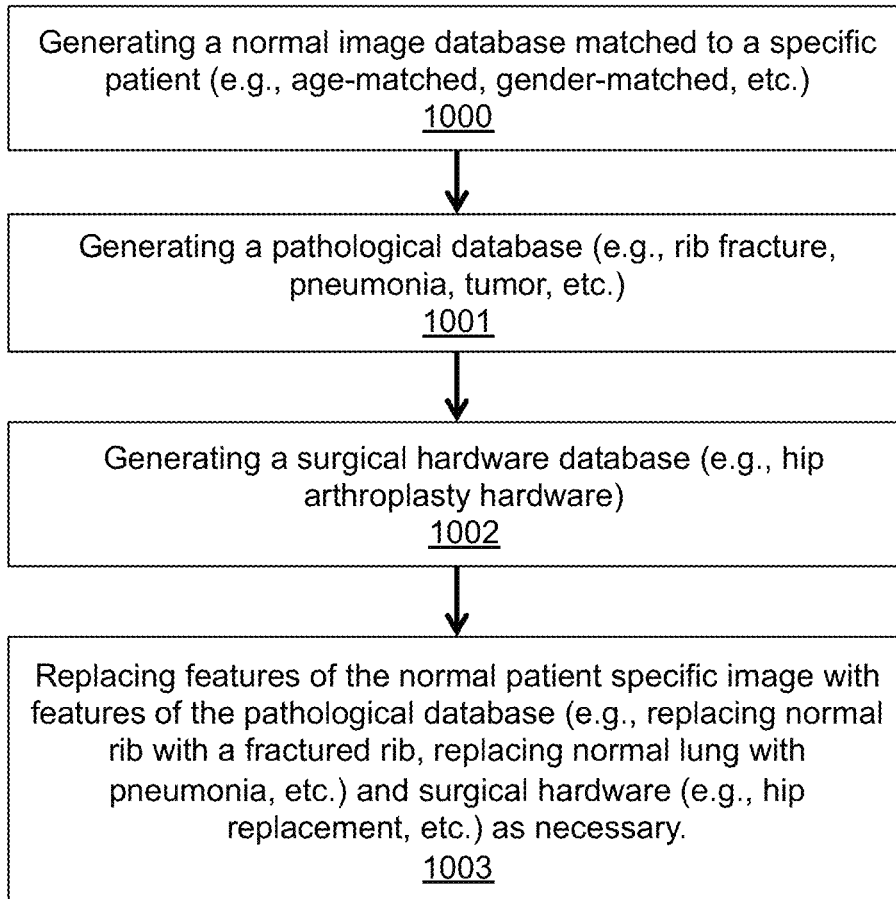 Generating a normal image database matched to a specific
patient (e.g., age-matched, gender-matched, etc.)
1000
Generating a pathological database (e.g., rib fracture,
pneumonia, tumor, etc.)
1001
Generating a surgical hardware database (e.g., hip
arthroplasty hardware)
1002
Replacing features of the normal patient specific image with
features of the pathological database (e.g., replacing normal
rib with a fractured rib, replacing normal lung with
pneumonia, etc.) and surgical hardware (e.g., hip
replacement, etc.) as necessary.
1003